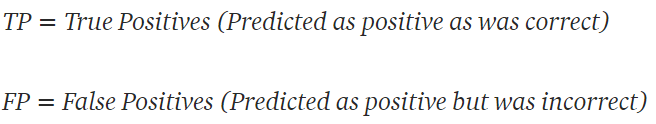 TP = True Positives (Predicted as positive as was correct)
FP = False Positives (Predicted as positive but was incorrect)